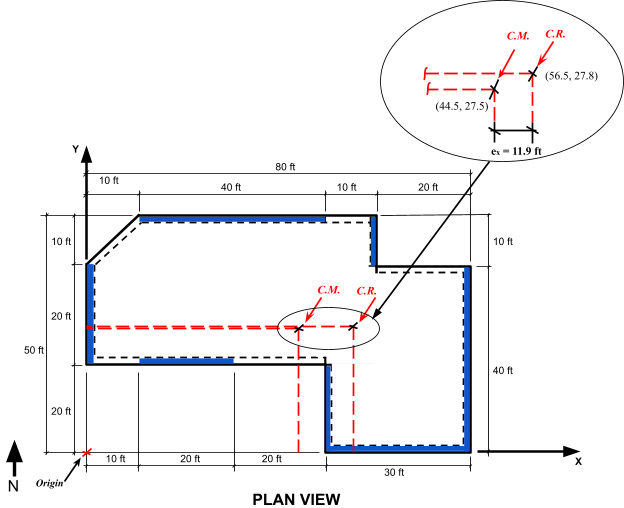 C.M.
C.R.
(56.5, 27.8)
(44.5, 27.5)
ex = 11.9 ft
Y
80 ft
10 ft
40 ft
10 ft
20 ft
10 ft
10 ft
C.M.
C.R.
20 ft
50 ft
40 ft
20 ft
10 ft
20 ft
20 ft
30 ft
X
N
Origin
PLAN VIEW